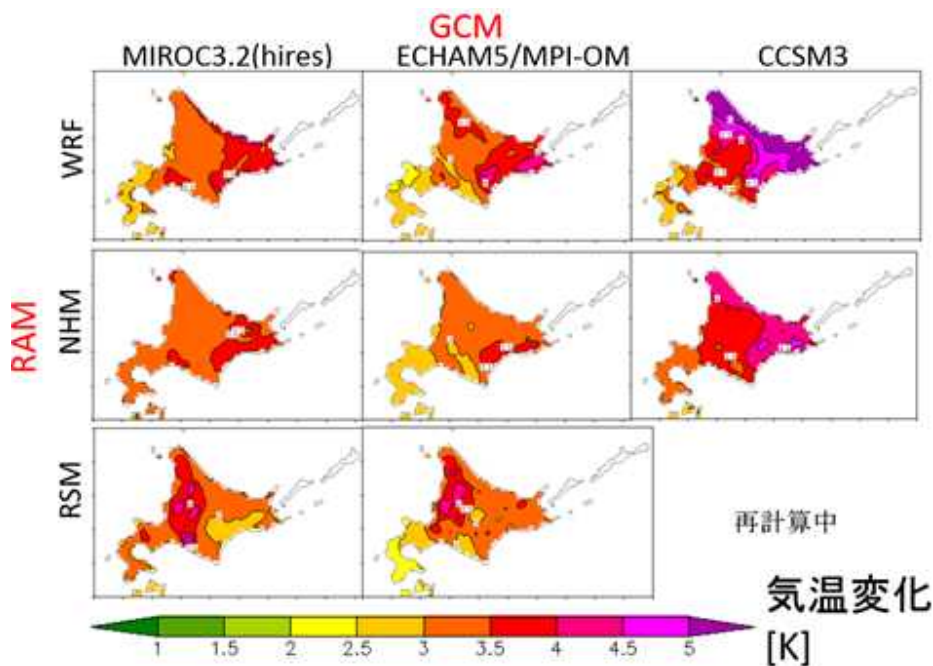 GCM
MIROC3.2(hires) ECHAM5/MPI-OM CCSM3
WRF
RAM
NHM
RSM
再計算中
気温変化
[K]
1 1.5 2 2.5 3 3.5 4 4.5 5